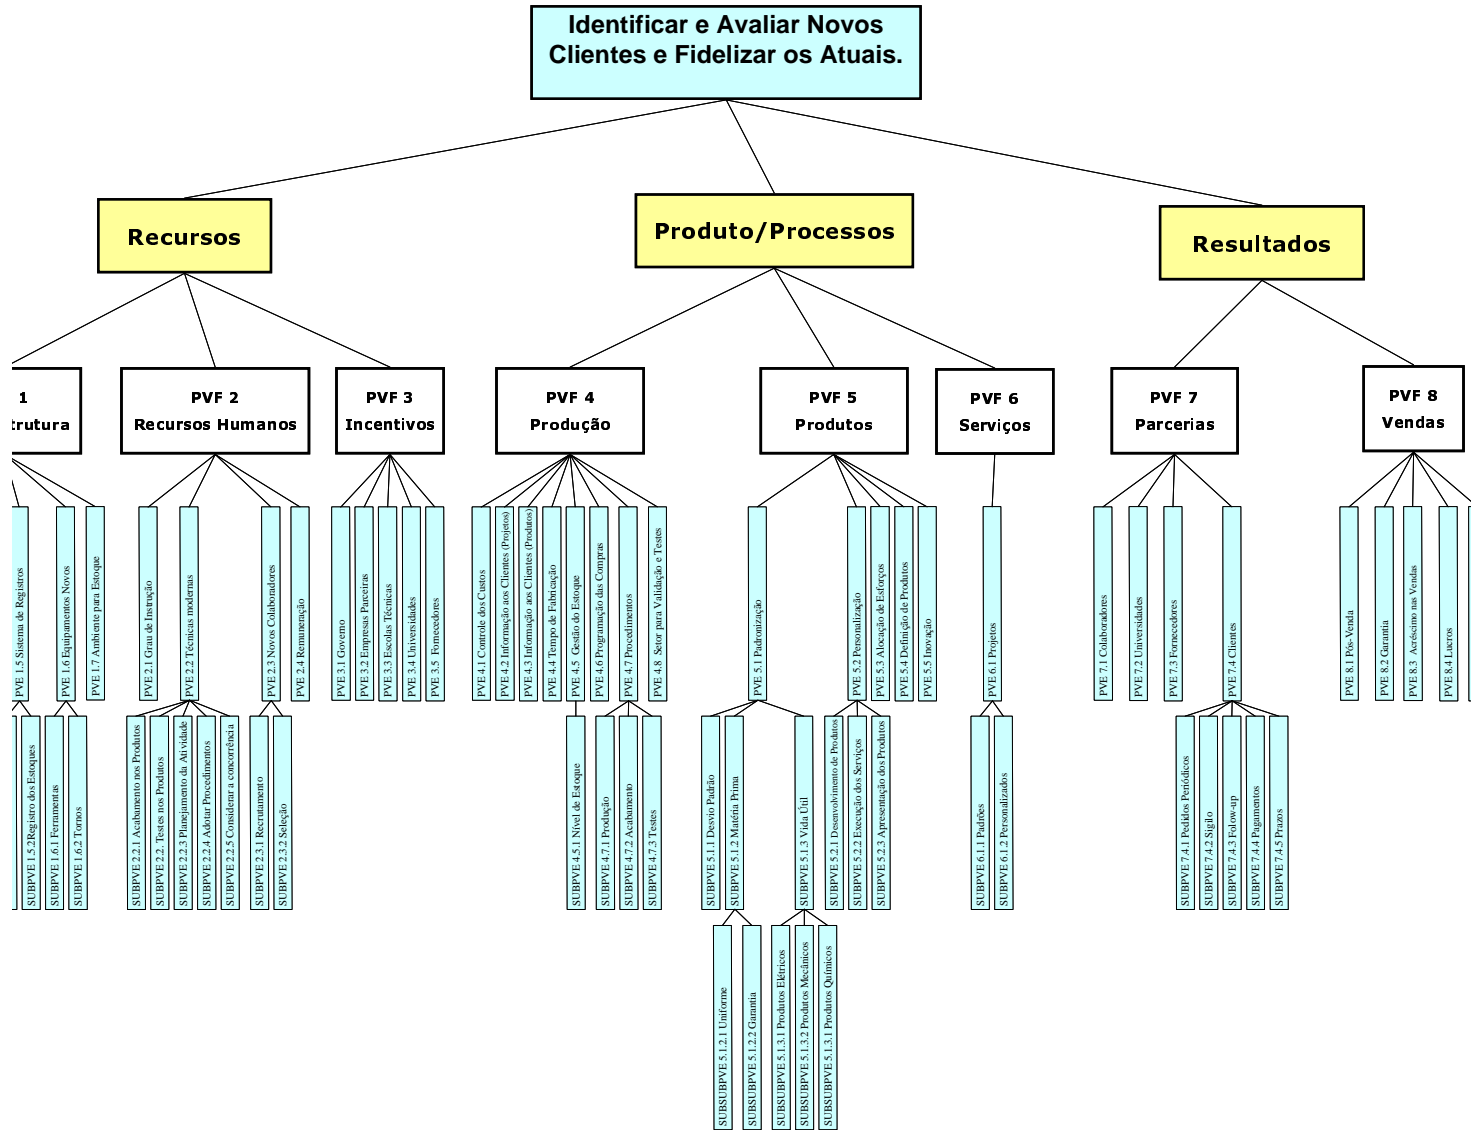 Identificar e Avaliar Novos
Clientes e Fidelizar os Atuais.
Recursos
Produto/Processos
Resultados
1
trutura
PVF 2
Recursos Humanos
PVF 3
Incentivos
PVF 4
Produção
PVF 5
Produtos
PVF 6
Serviços
PVF 7
Parcerias
PVF 8
Vendas
PVE 1.5 Sistema de Registros
PVE 1.6 Equipamentos Novos
PVE 1.7 Ambiente para Estoque
PVE 2.1 Grau de Instrução
PVE 2.2 Técnicas modernas
PVE 2.3 Novos Colaboradores
PVE 2.4 Remuneração
PVE 3.1 Governo
PVE 3.2 Empresas Parceiras
PVE 3.3 Escolas Técnicas
PVE 3.4 Universidades
PVE 3.5 Fornecedores
PVE 4.1 Controle dos Custos
PVE 4.2 Informação aos Clientes (Projetos)
PVE 4.3 Informação aos Clientes (Produtos)
PVE 4.4 Tempo de Fabricação
PVE 4.5 Gestão do Estoque
PVE 4.6 Programação das Compras
PVE 4.7 Procedimentos
PVE 4.8 Setor para Validação e Testes
PVE 5.1 Padronização
PVE 5.2 Personalização
PVE 5.3 Alocação de Esforços
PVE 5.4 Definição de Produtos
PVE 5.5 Inovação
PVE 6.1 Projetos
PVE 7.1 Colaboradores
PVE 7.2 Universidades
PVE 7.3 Fornecedores
PVE 7.4 Clientes
PVE 8.1 Pós-Venda
PVE 8.2 Garantia
PVE 8.3 Acréscimo nas Vendas
PVE 8.4 Lucros
SUBPVE 1.5.2Registro dos Estoques
SUBPVE 1.6.1 Ferramentas
SUBPVE 1.6.2 Tornos
SUBPVE 2.2.1 Acabamento nos Produtos
SUBPVE 2.2. Testes nos Produtos
SUBPVE 2.2.3 Planejamento da Atividade
SUBPVE 2.2.4 Adotar Procedimentos
SUBPVE 2.2.5 Considerar a concorrência
SUBPVE 2.3.1 Recrutamento
SUBPVE 2.3.2 Seleção
SUBPVE 4.5.1 Nível de Estoque
SUBPVE 4.7.1 Produção
SUBPVE 4.7.2 Acabamento
SUBPVE 4.7.3 Testes
SUBPVE 5.1.1 Desvio Padrão
SUBPVE 5.1.2 Matéria Prima
SUBPVE 5.1.3 Vida Útil
SUBPVE 5.2.1 Desenvolvimento de Produtos
SUBPVE 5.2.2 Execução dos Serviços
SUBPVE 5.2.3 Apresentação dos Produtos
SUBPVE 6.1.1 Padrões
SUBPVE 6.1.2 Personalizados
SUBPVE 7.4.1 Pedidos Periódicos
SUBPVE 7.4.2 Sigilo
SUBPVE 7.4.3 Folow-up
SUBPVE 7.4.4 Pagamentos
SUBPVE 7.4.5 Prazos
SUBSUBPVE 5.1.2.1 Uniforme
SUBSUBPVE 5.1.2.2 Garantia
SUBSUBPVE 5.1.3.1 Produtos Elétricos
SUBSUBPVE 5.1.3.2 Produtos Mecânicos
SUBSUBPVE 5.1.3.1 Produtos Químicos